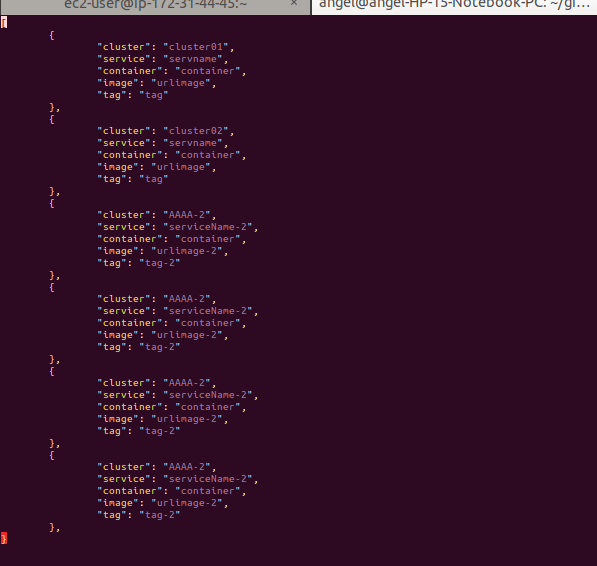 ec2-user@ip-172-31-44-45:~ × angel@angel-HP-15-Notebook-PC: ~/gi...
[
{
"cluster": "cluster01",
"service": "servname",
"container": "container",
"image": "urlimage",
"tag": "tag"
},
{
"cluster": "cluster02",
"service": "servname",
"container": "container",
"image": "urlimage",
"tag": "tag"
},
{
"cluster": "AAAA-2",
"service": "serviceName-2",
"container": "container",
"image": "urlimage-2",
"tag": "tag-2"
},
{
"cluster": "AAAA-2",
"service": "serviceName-2",
"container": "container",
"image": "urlimage-2",
"tag": "tag-2"
},
{
"cluster": "AAAA-2",
"service": "serviceName-2",
"container": "container",
"image": "urlimage-2",
"tag": "tag-2"
},
{
"cluster": "AAAA-2",
"service": "serviceName-2",
"container": "container",
"image": "urlimage-2",
"tag": "tag-2"
},
}